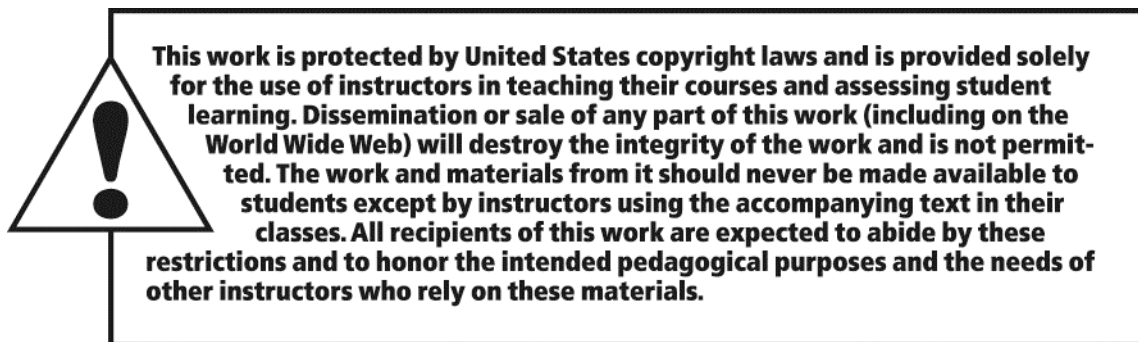 This work is protected by United States copyright laws and is provided solely
for the use of instructors in teaching their courses and assessing student
learning. Dissemination or sale of any part of this work (including on the
World Wide Web) will destroy the integrity of the work and is not permit-
ted. The work and materials from it should never be made available to
students except by instructors using the accompanying text in their
classes. All recipients of this work are expected to abide by these
restrictions and to honor the intended pedagogical purposes and the needs of
other instructors who rely on these materials.